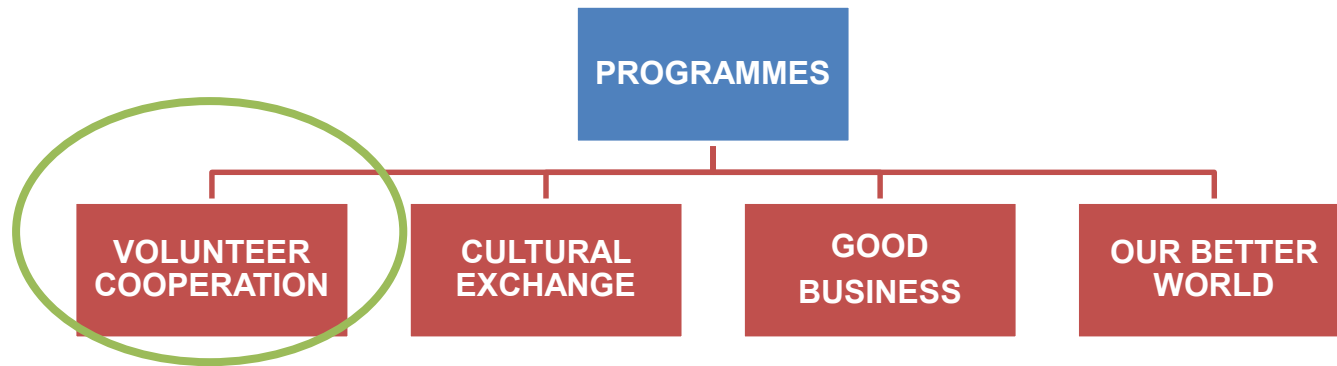 PROGRAMMES
VOLUNTEER
COOPERATION
CULTURAL
EXCHANGE
GOOD
BUSINESS
OUR BETTER
WORLD